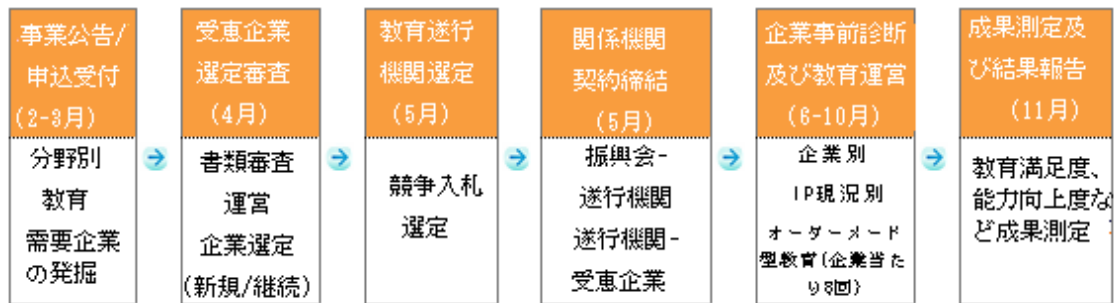 事業公告/
申込受付
(2-3月)
分野別
教育
需要企業
の発掘
受恵企業
選定審査
(4月)
書類審査
運営
企業選定
(新規/継続)
教育遂行
機関選定
(5月)
競争入札
選定
関係機関
契約締結
(5月)
振興会-
遂行機関
遂行機関-
受恵企業
企業事前診断
及び教育運営
(6-10月)
企業別
IP現況別
オーダーメード
型教育(企業当た
り8回)
成果測定及
び結果報告
(11月)
教育満足度、
能力向上度な
ど成果測定